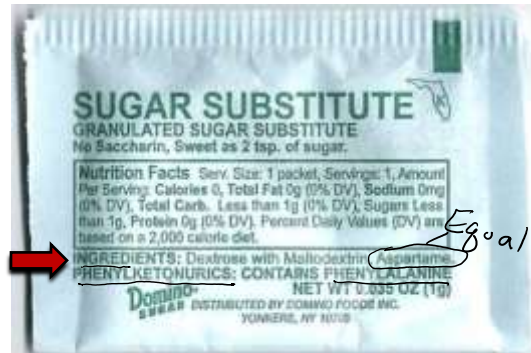 SUGAR SUBSTITUTE
GRANULATED SUGAR SUBSTITUTE
No Saccharin, Sweet as 2 tsp. of sugar.
Nutrition Facts Serv. Size: 1 packet, Servings: 1, Amount
Per Serving: Calories 0, Total Fat 0g (0% DV), Sodium 0mg
(0% DV), Total Carb. Less than 1g (0% DV), Sugars Less
than 1g, Protein 0g (0% DV). Percent Daily Values (DV) are
based on a 2,000 calorie diet.
Equal
INGREDIENTS: Dextrose with Maltodextrin, Aspartame.
PHENYLKETONURICS: CONTAINS PHENYLALANINE
NET WT 0.035 OZ (1g)
Domino
SUGAR DISTRIBUTED BY DOMINO FOODS INC.
YONKERS, NY 10705